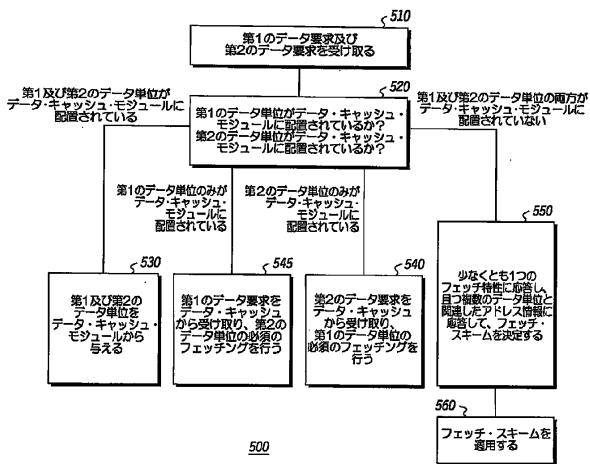 510
第1のデータ要求及び
第2のデータ要求を受け取る
520
第1及び第2のデータ単位が
データ・キャッシュ・モジュールに
配置されている
第1のデータ単位がデータ・キャッシュ・
モジュールに配置されているか?
第2のデータ単位がデータ・キャッシュ・
モジュールに配置されているか?
第1及び第2のデータ単位の両方が
データ・キャッシュ・モジュールに
配置されていない
第1のデータ単位のみが
データ・キャッシュ・
モジュールに
配置されている
第2のデータ単位のみが
データ・キャッシュ・
モジュールに
配置されている
530
第1及び第2の
データ単位を
データ・キャッシュ・
モジュールから
与える
545
第1のデータ要求を
データ・キャッシュ
から受け取り、第2の
データ単位の必須の
フェッチングを行う
540
第2のデータ要求を
データ・キャッシュ
から受け取り、
第1のデータ単位の
必須のフェッチングを
行う
550
少なくとも1つの
フェッチ特性に応答し、
且つ複数のデータ単位と
関連したアドレス情報に
応答して、フェッチ・
スキームを決定する
560
フェッチ・スキームを
適用する
500